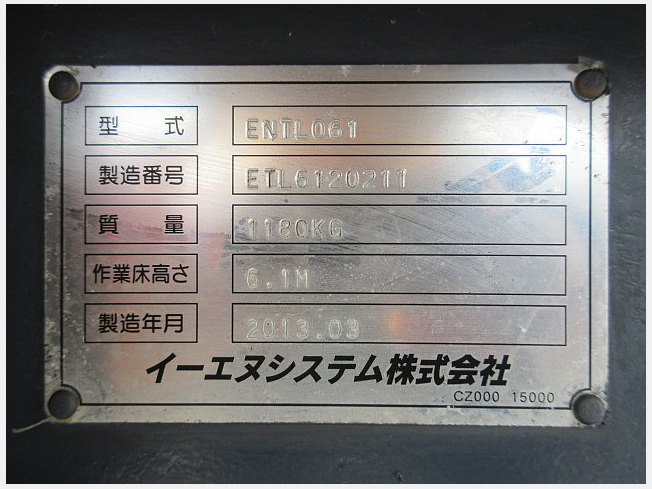 型 式 ENTL061
製造番号 ETL6120211
質 量 1180KG
作業床高さ 6.1M
製造年月 2013.03
イーエヌシステム株式会社
CZ000 15000